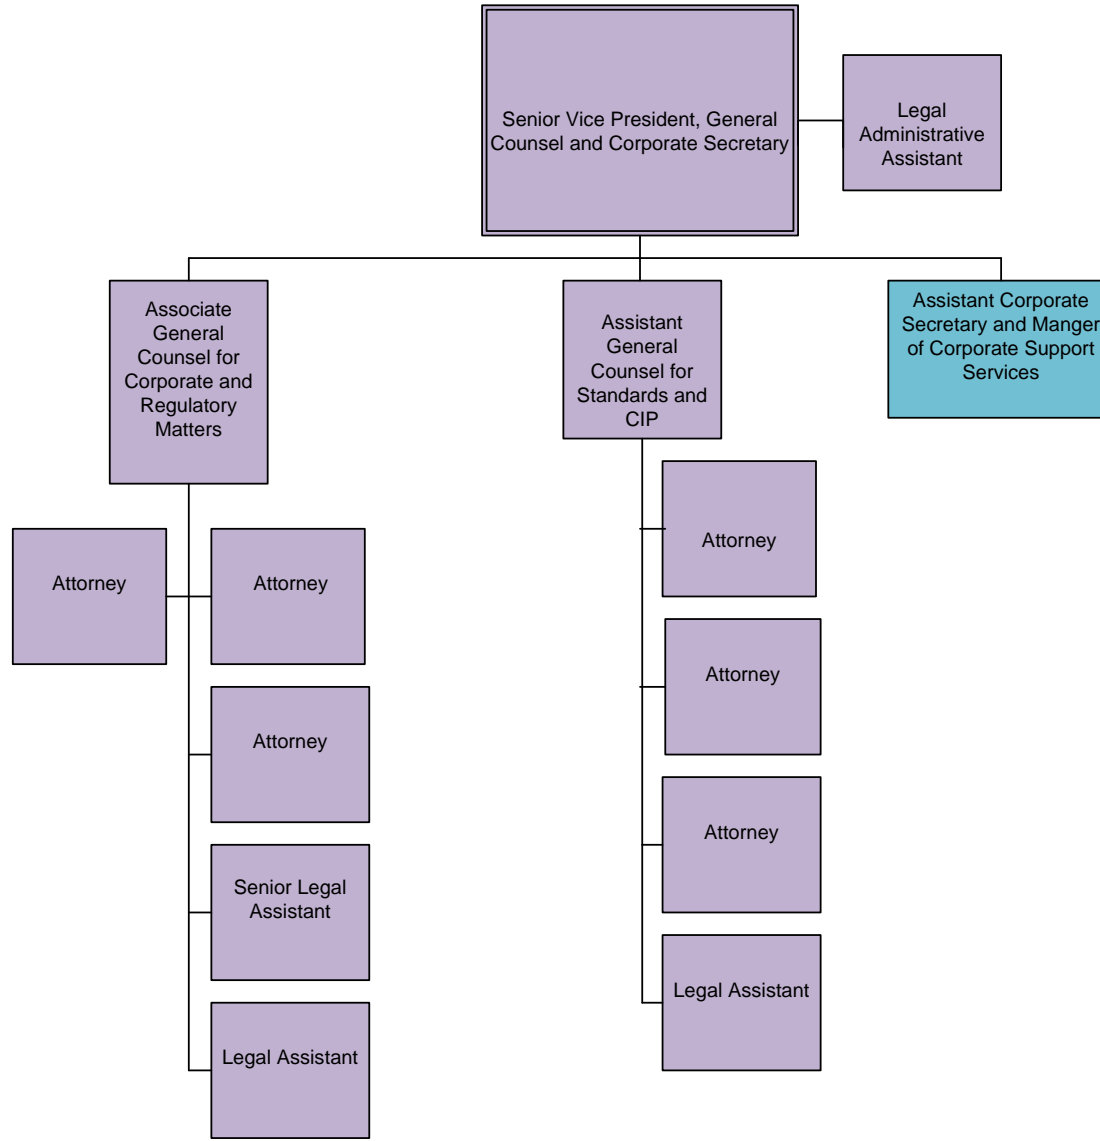 Senior Vice President, General
Counsel and Corporate Secretary
Legal
Administrative
Assistant
Associate
General
Counsel for
Corporate and
Regulatory
Matters
Assistant
General
Counsel for
Standards and
CIP
Assistant Corporate
Secretary and Manger
of Corporate Support
Services
Attorney
Attorney
Attorney
Senior Legal
Assistant
Legal Assistant
Attorney
Attorney
Attorney
Legal Assistant